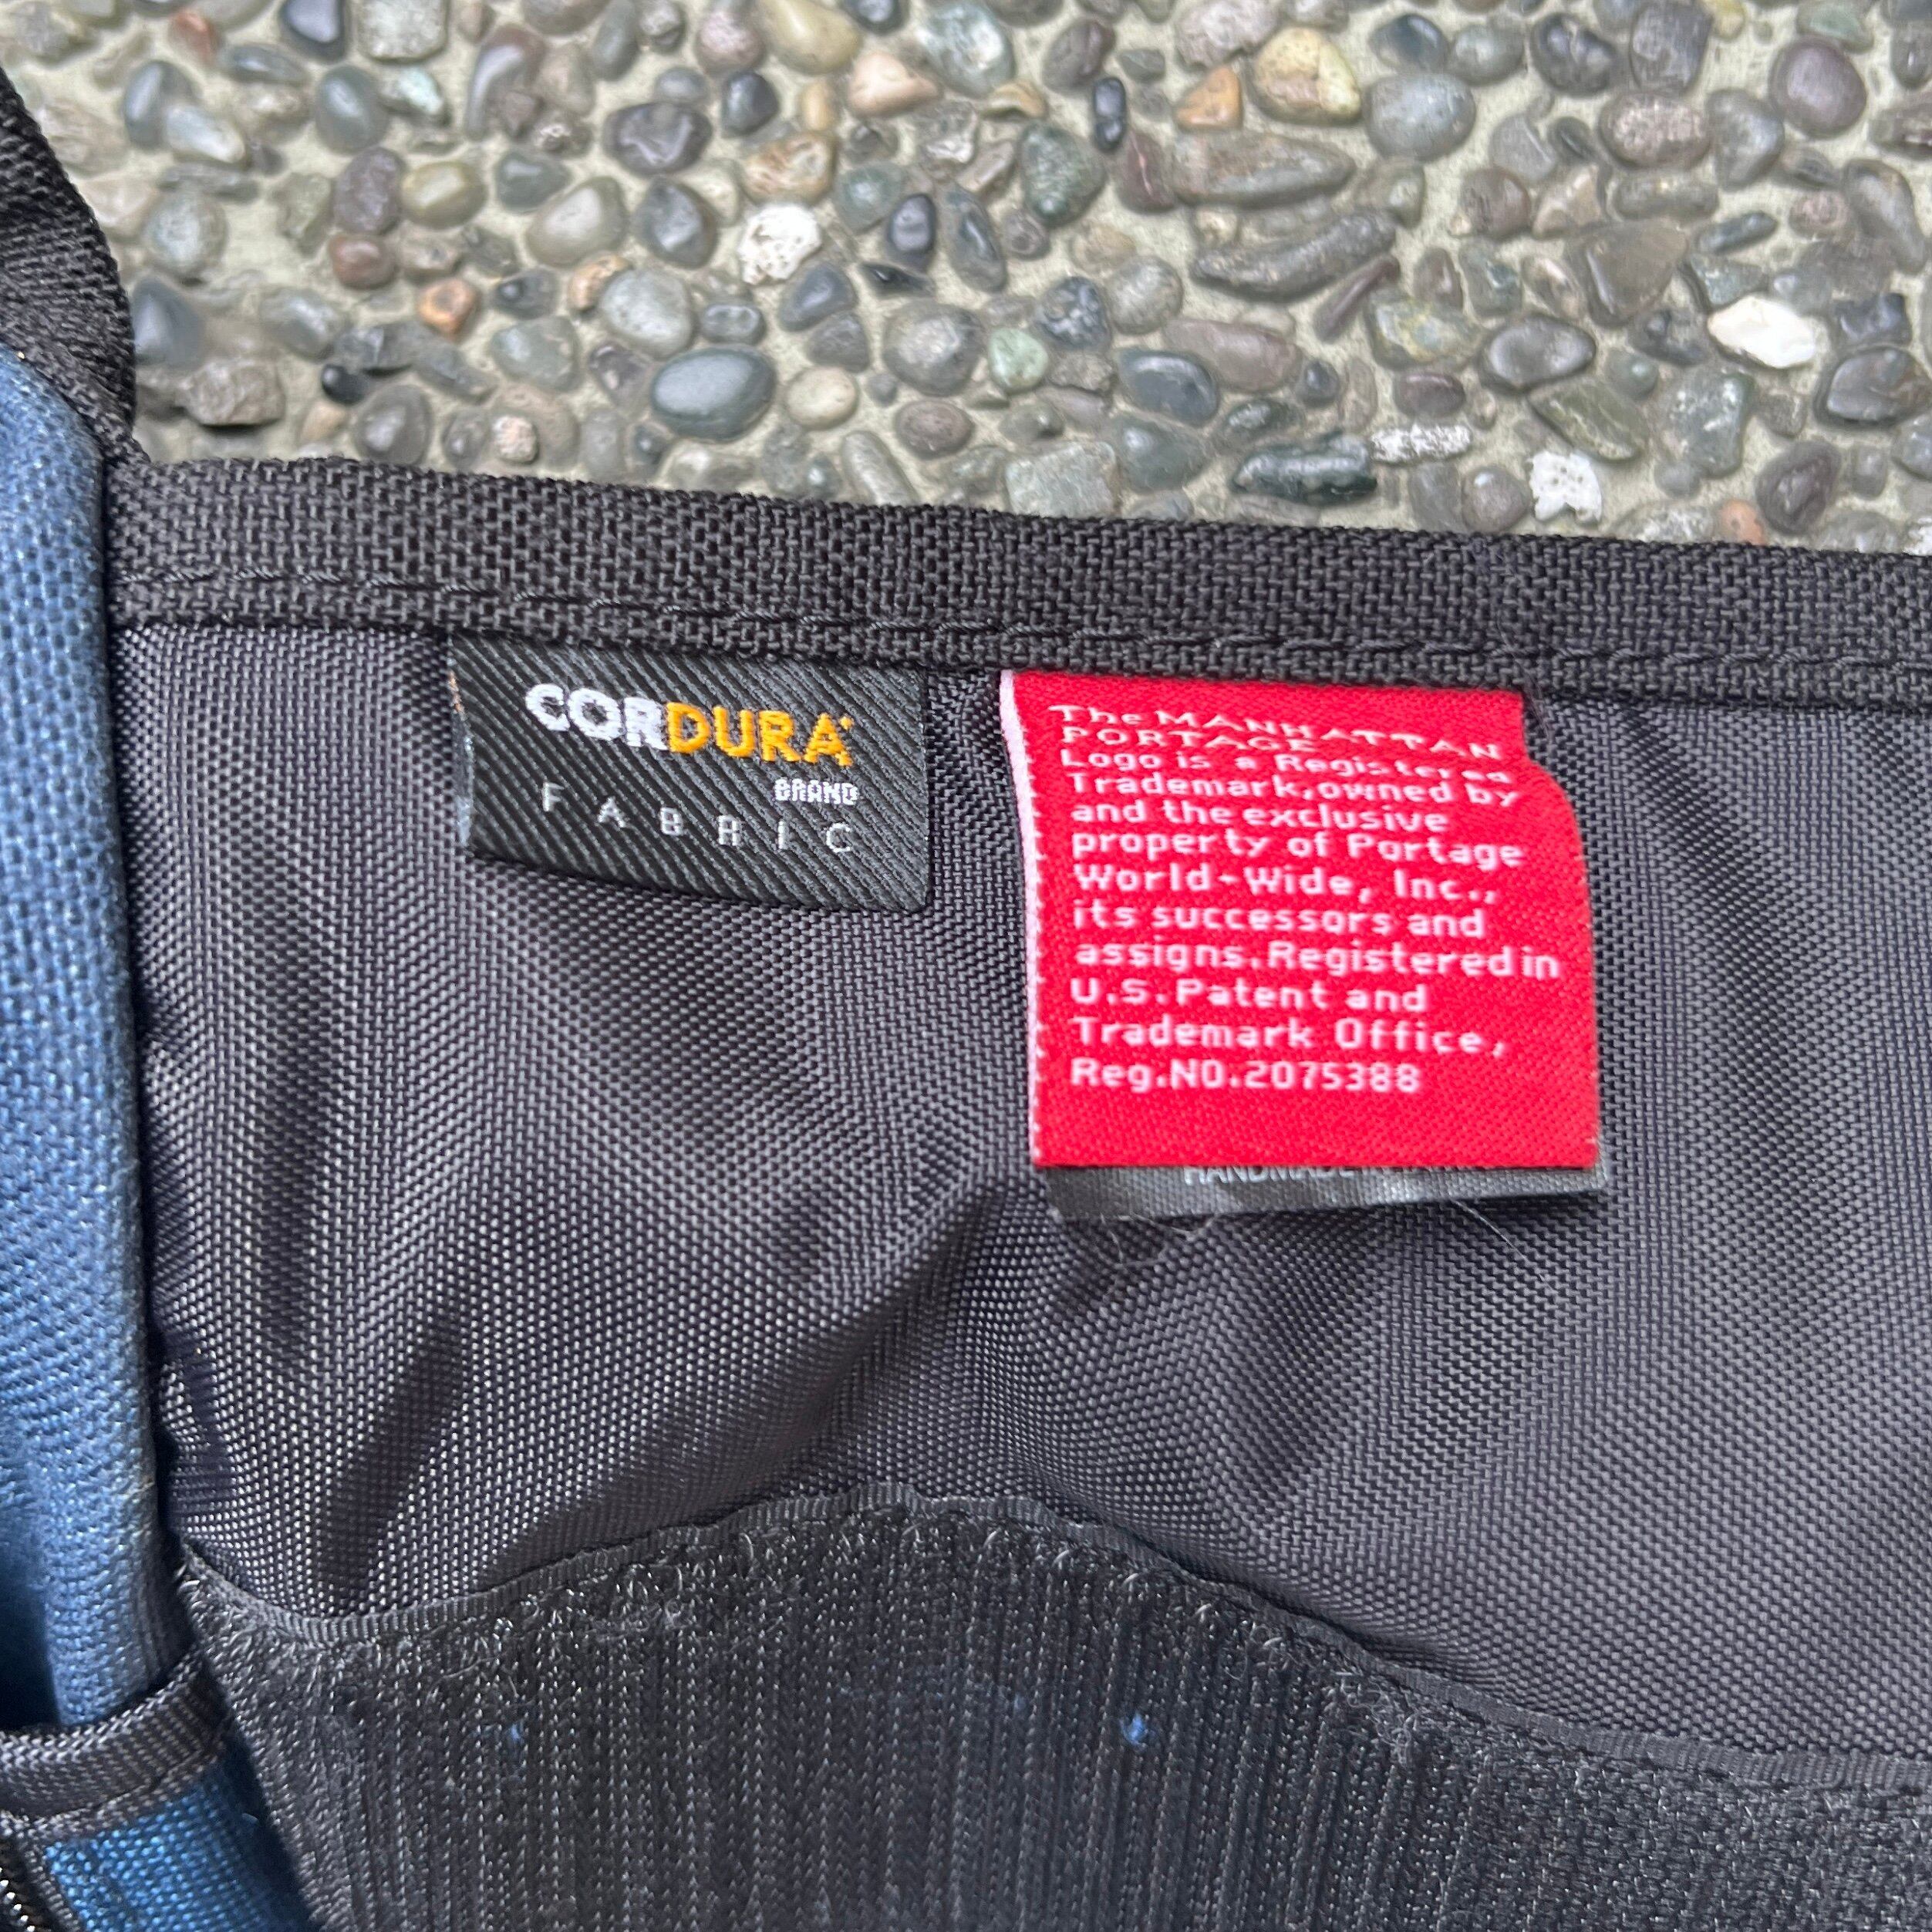 CORDURA
BRAND
FABRIC
The MANHATTAN
PORTAGE
Logo is a Registered
Trademark,owned by
and the exclusive
property of Portage
World-Wide, Inc.,
its successors and
assigns.Registered in
U.S.Patent and
Trademark Office,
Reg.NO.2075388